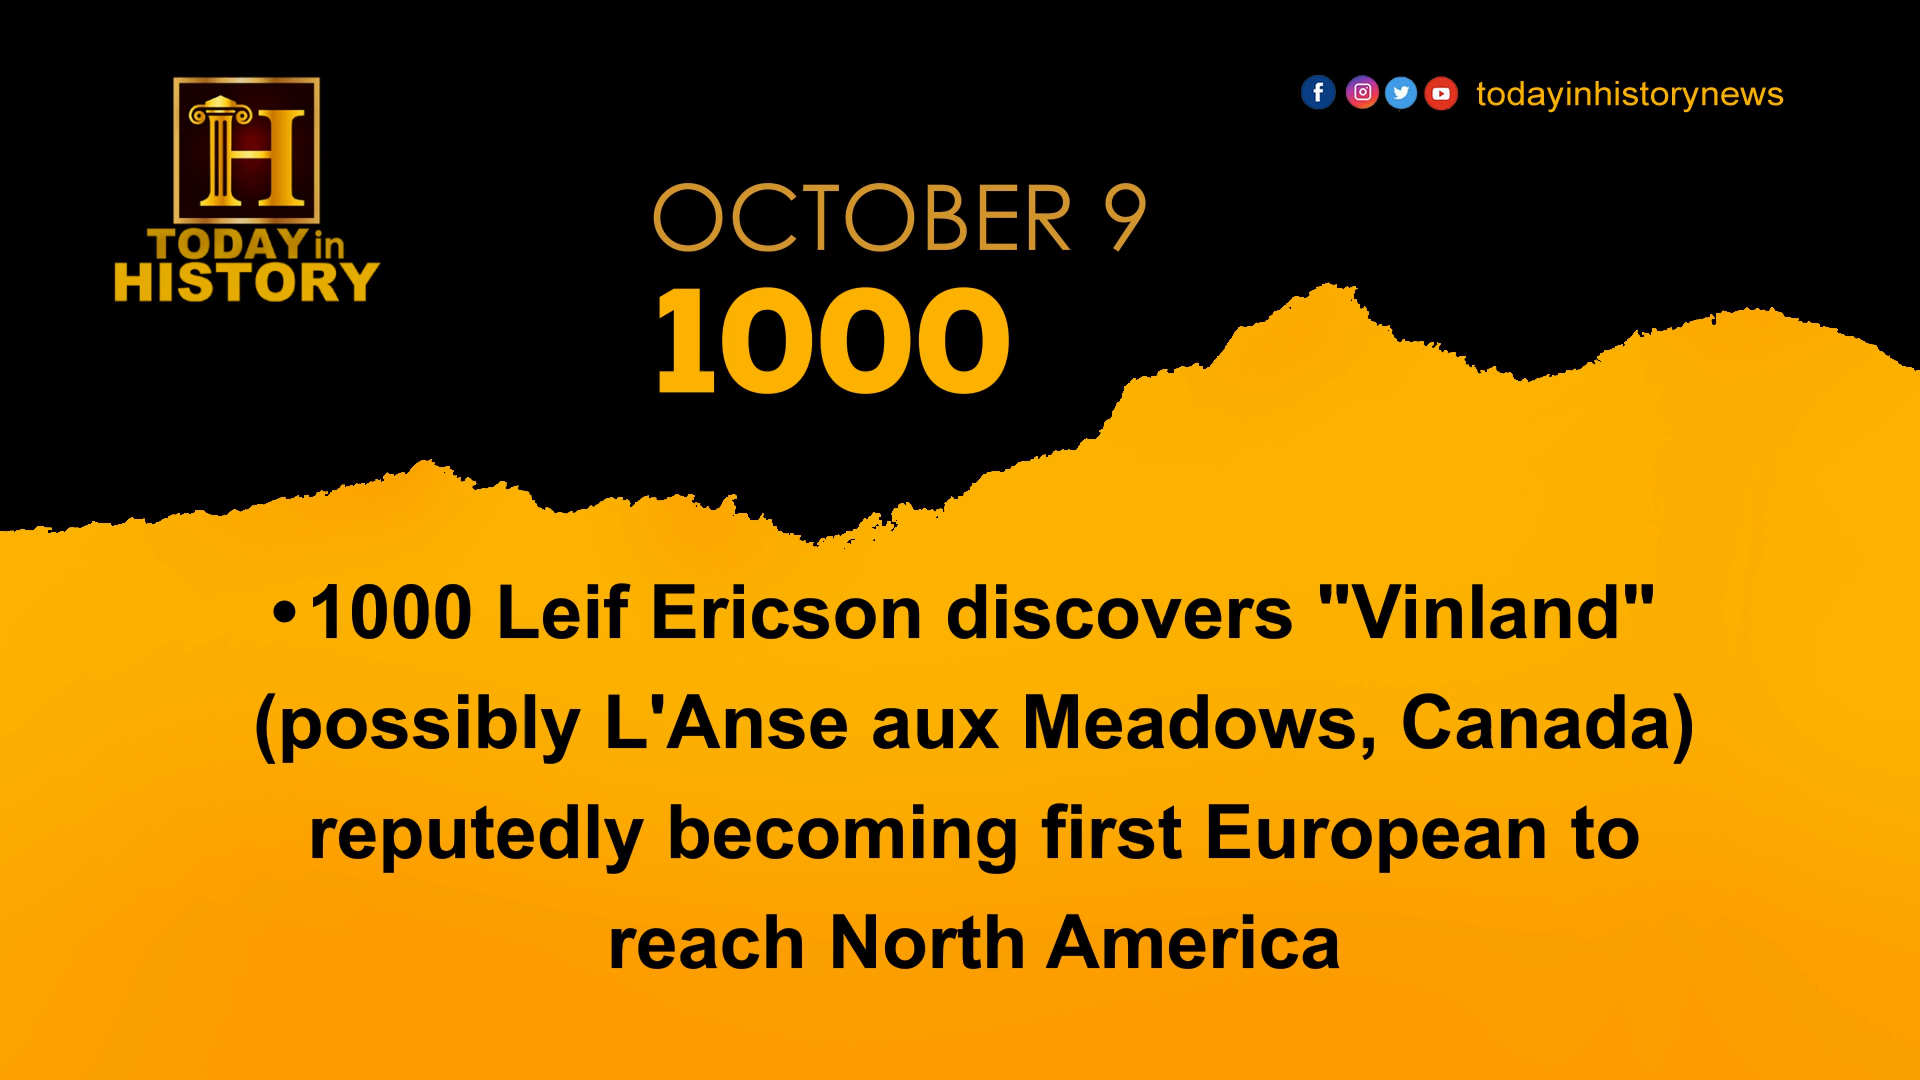 H
TODAY in
HISTORY
todayinhistorynews
OCTOBER 9
1000
•1000 Leif Ericson discovers "Vinland"
(possibly L'Anse aux Meadows, Canada)
reputedly becoming first European to
reach North America